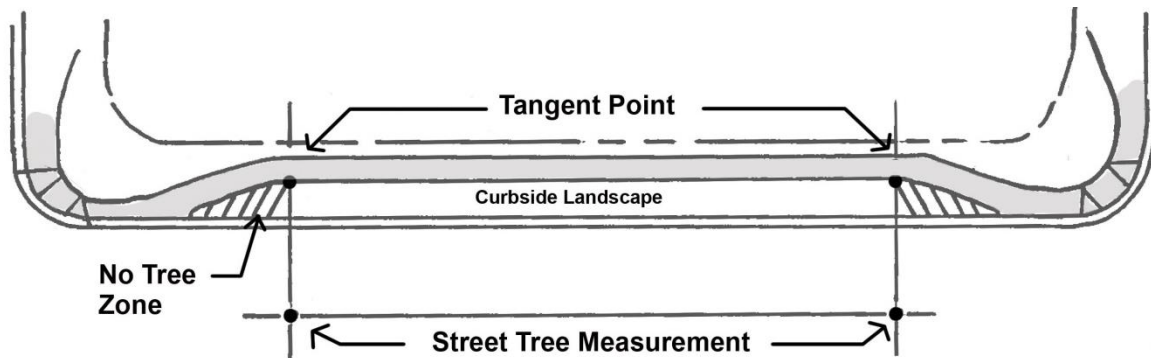 Tangent Point
Curbside Landscape
No Tree
Zone
Street Tree Measurement